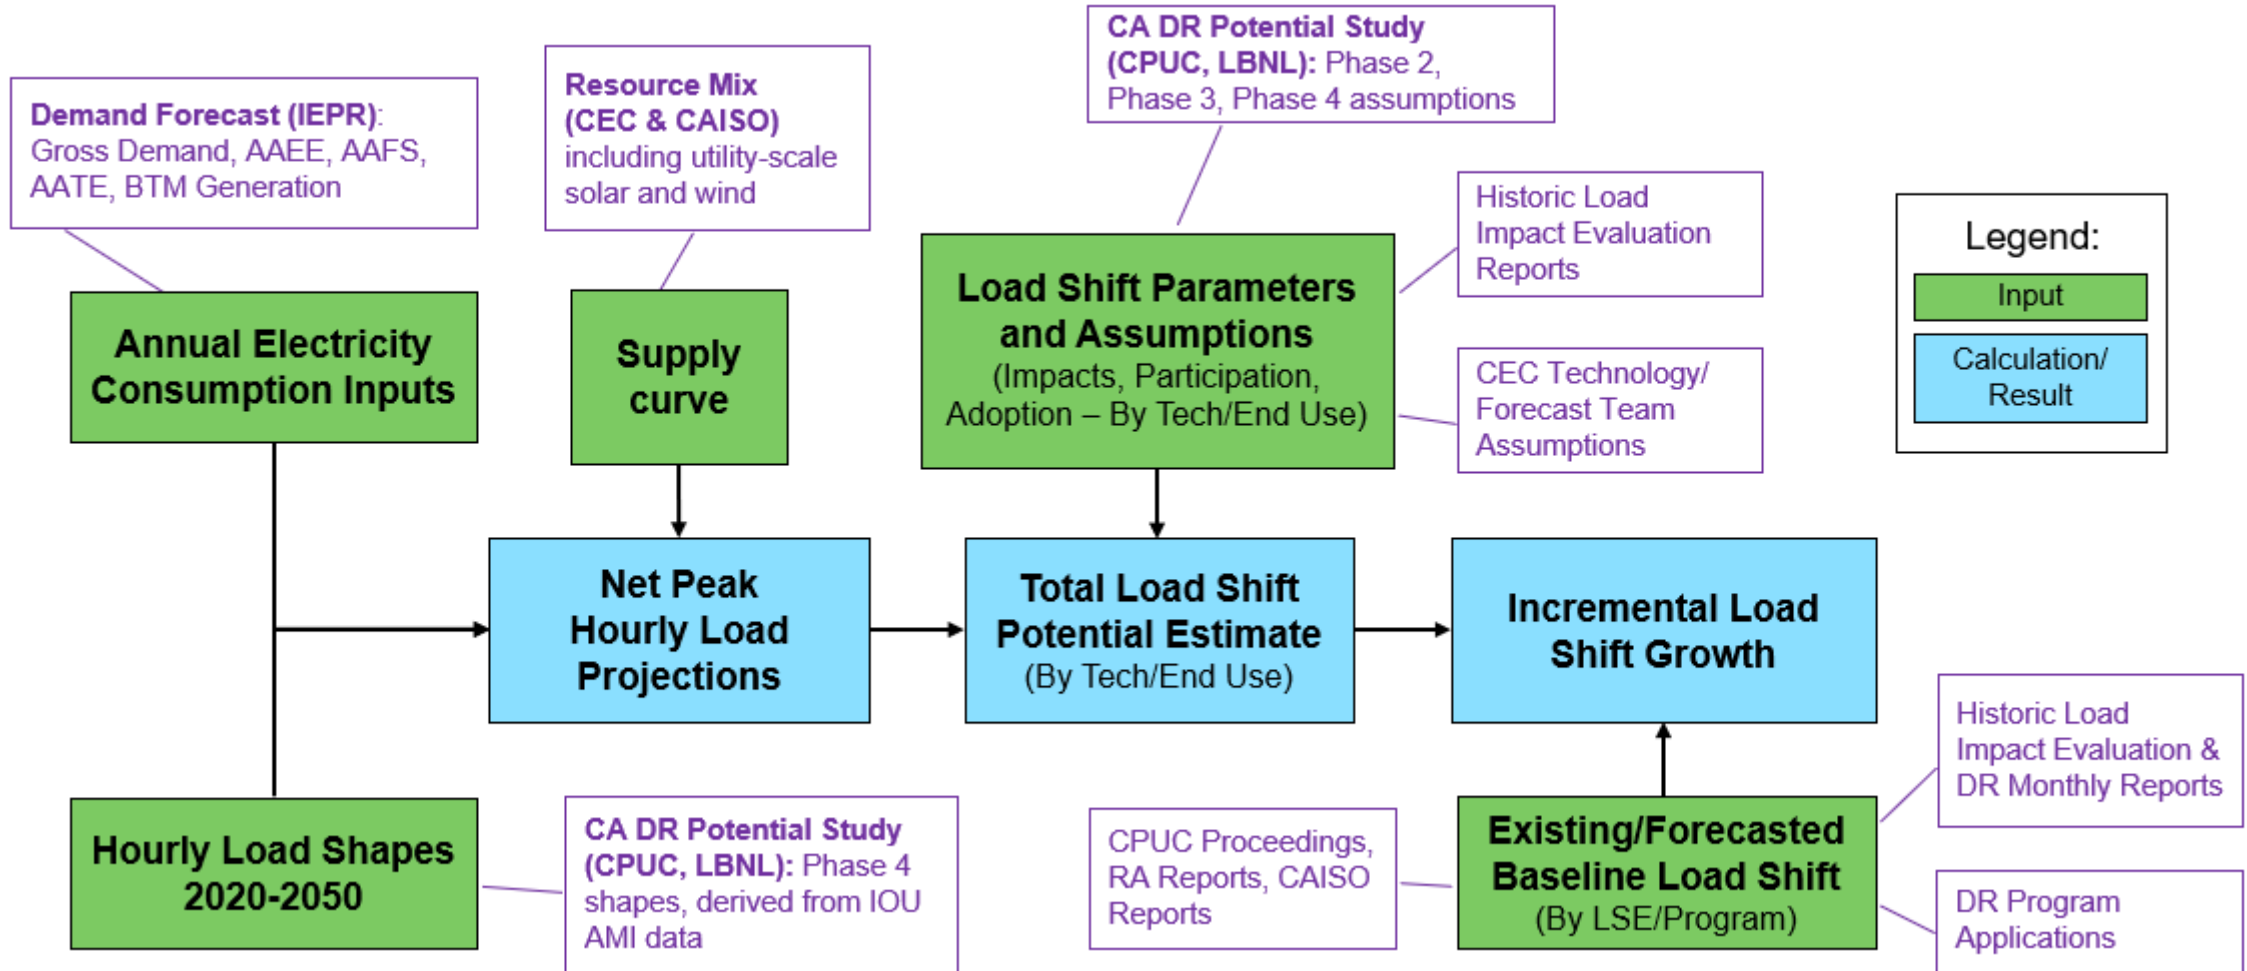 CA DR Potential Study
(CPUC, LBNL): Phase 2,
Phase 3, Phase 4 assumptions
Resource Mix
(CEC & CAISO)
including utility-scale
solar and wind
Demand Forecast (IEPR):
Gross Demand, AAEE, AAFS,
AATE, BTM Generation
Historic Load
Impact Evaluation
Reports
Legend:
Input
Calculation/
Result
Annual Electricity
Consumption Inputs
Supply
curve
Load Shift Parameters
and Assumptions
(Impacts, Participation,
Adoption – By Tech/End Use)
CEC Technology/
Forecast Team
Assumptions
Net Peak
Hourly Load
Projections
Total Load Shift
Potential Estimate
(By Tech/End Use)
Incremental Load
Shift Growth
Historic Load
Impact Evaluation &
DR Monthly Reports
Hourly Load Shapes
2020-2050
CA DR Potential Study
(CPUC, LBNL): Phase 4
shapes, derived from IOU
AMI data
CPUC Proceedings,
RA Reports, CAISO
Reports
Existing/Forecasted
Baseline Load Shift
(By LSE/Program)
DR Program
Applications